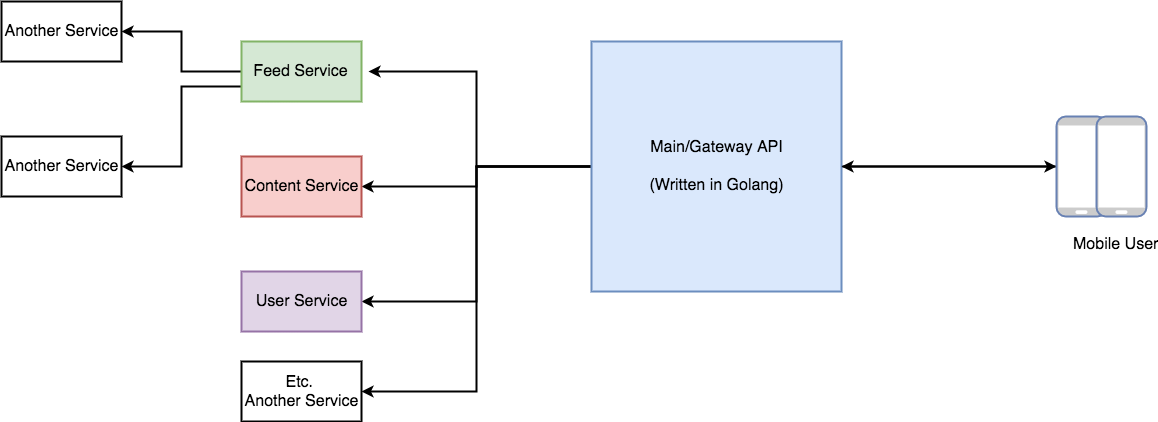 Another Service
Feed Service
Another Service
Content Service
User Service
Etc.
Another Service
Main/Gateway API
(Written in Golang)
Mobile User